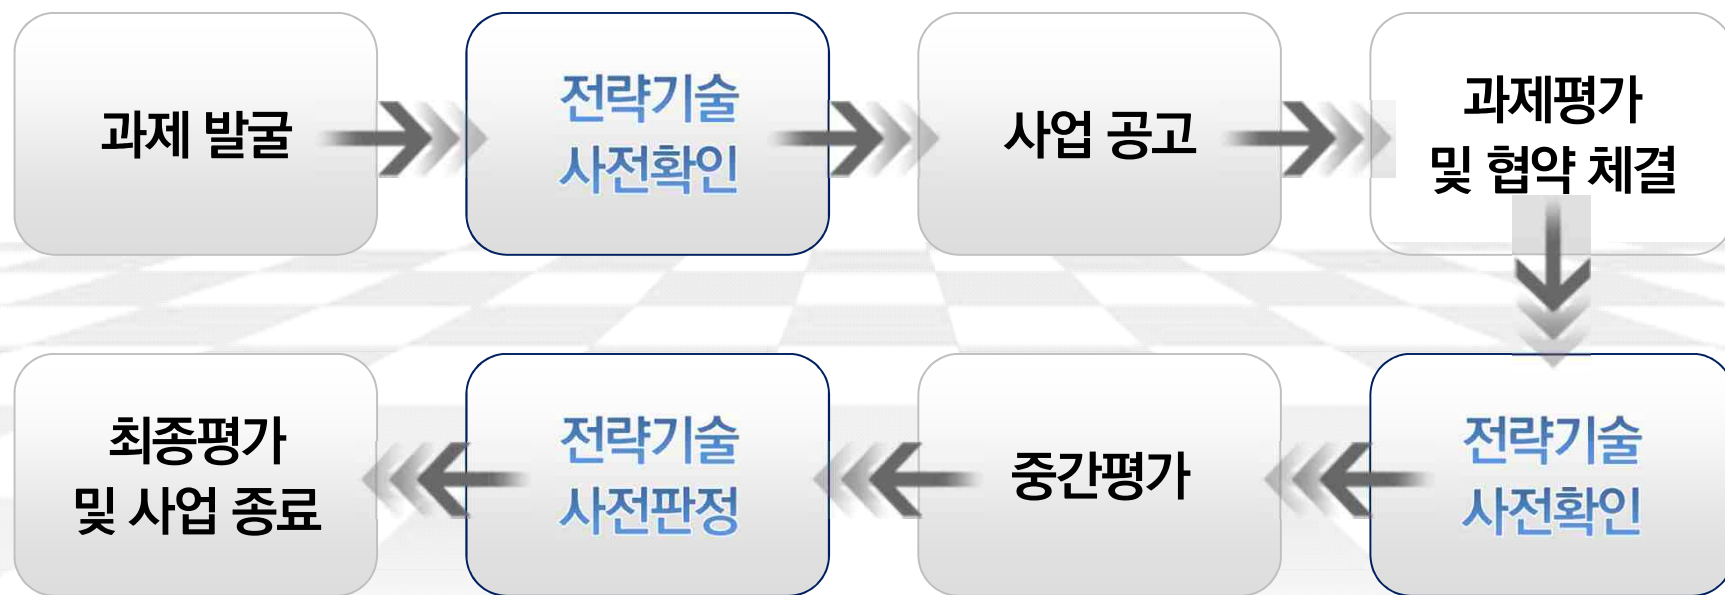 과제 발굴
전략기술
사전확인
사업 공고
과제평가
및 협약 체결
전략기술
사전확인
중간평가
전략기술
사전판정
최종평가
및 사업 종료